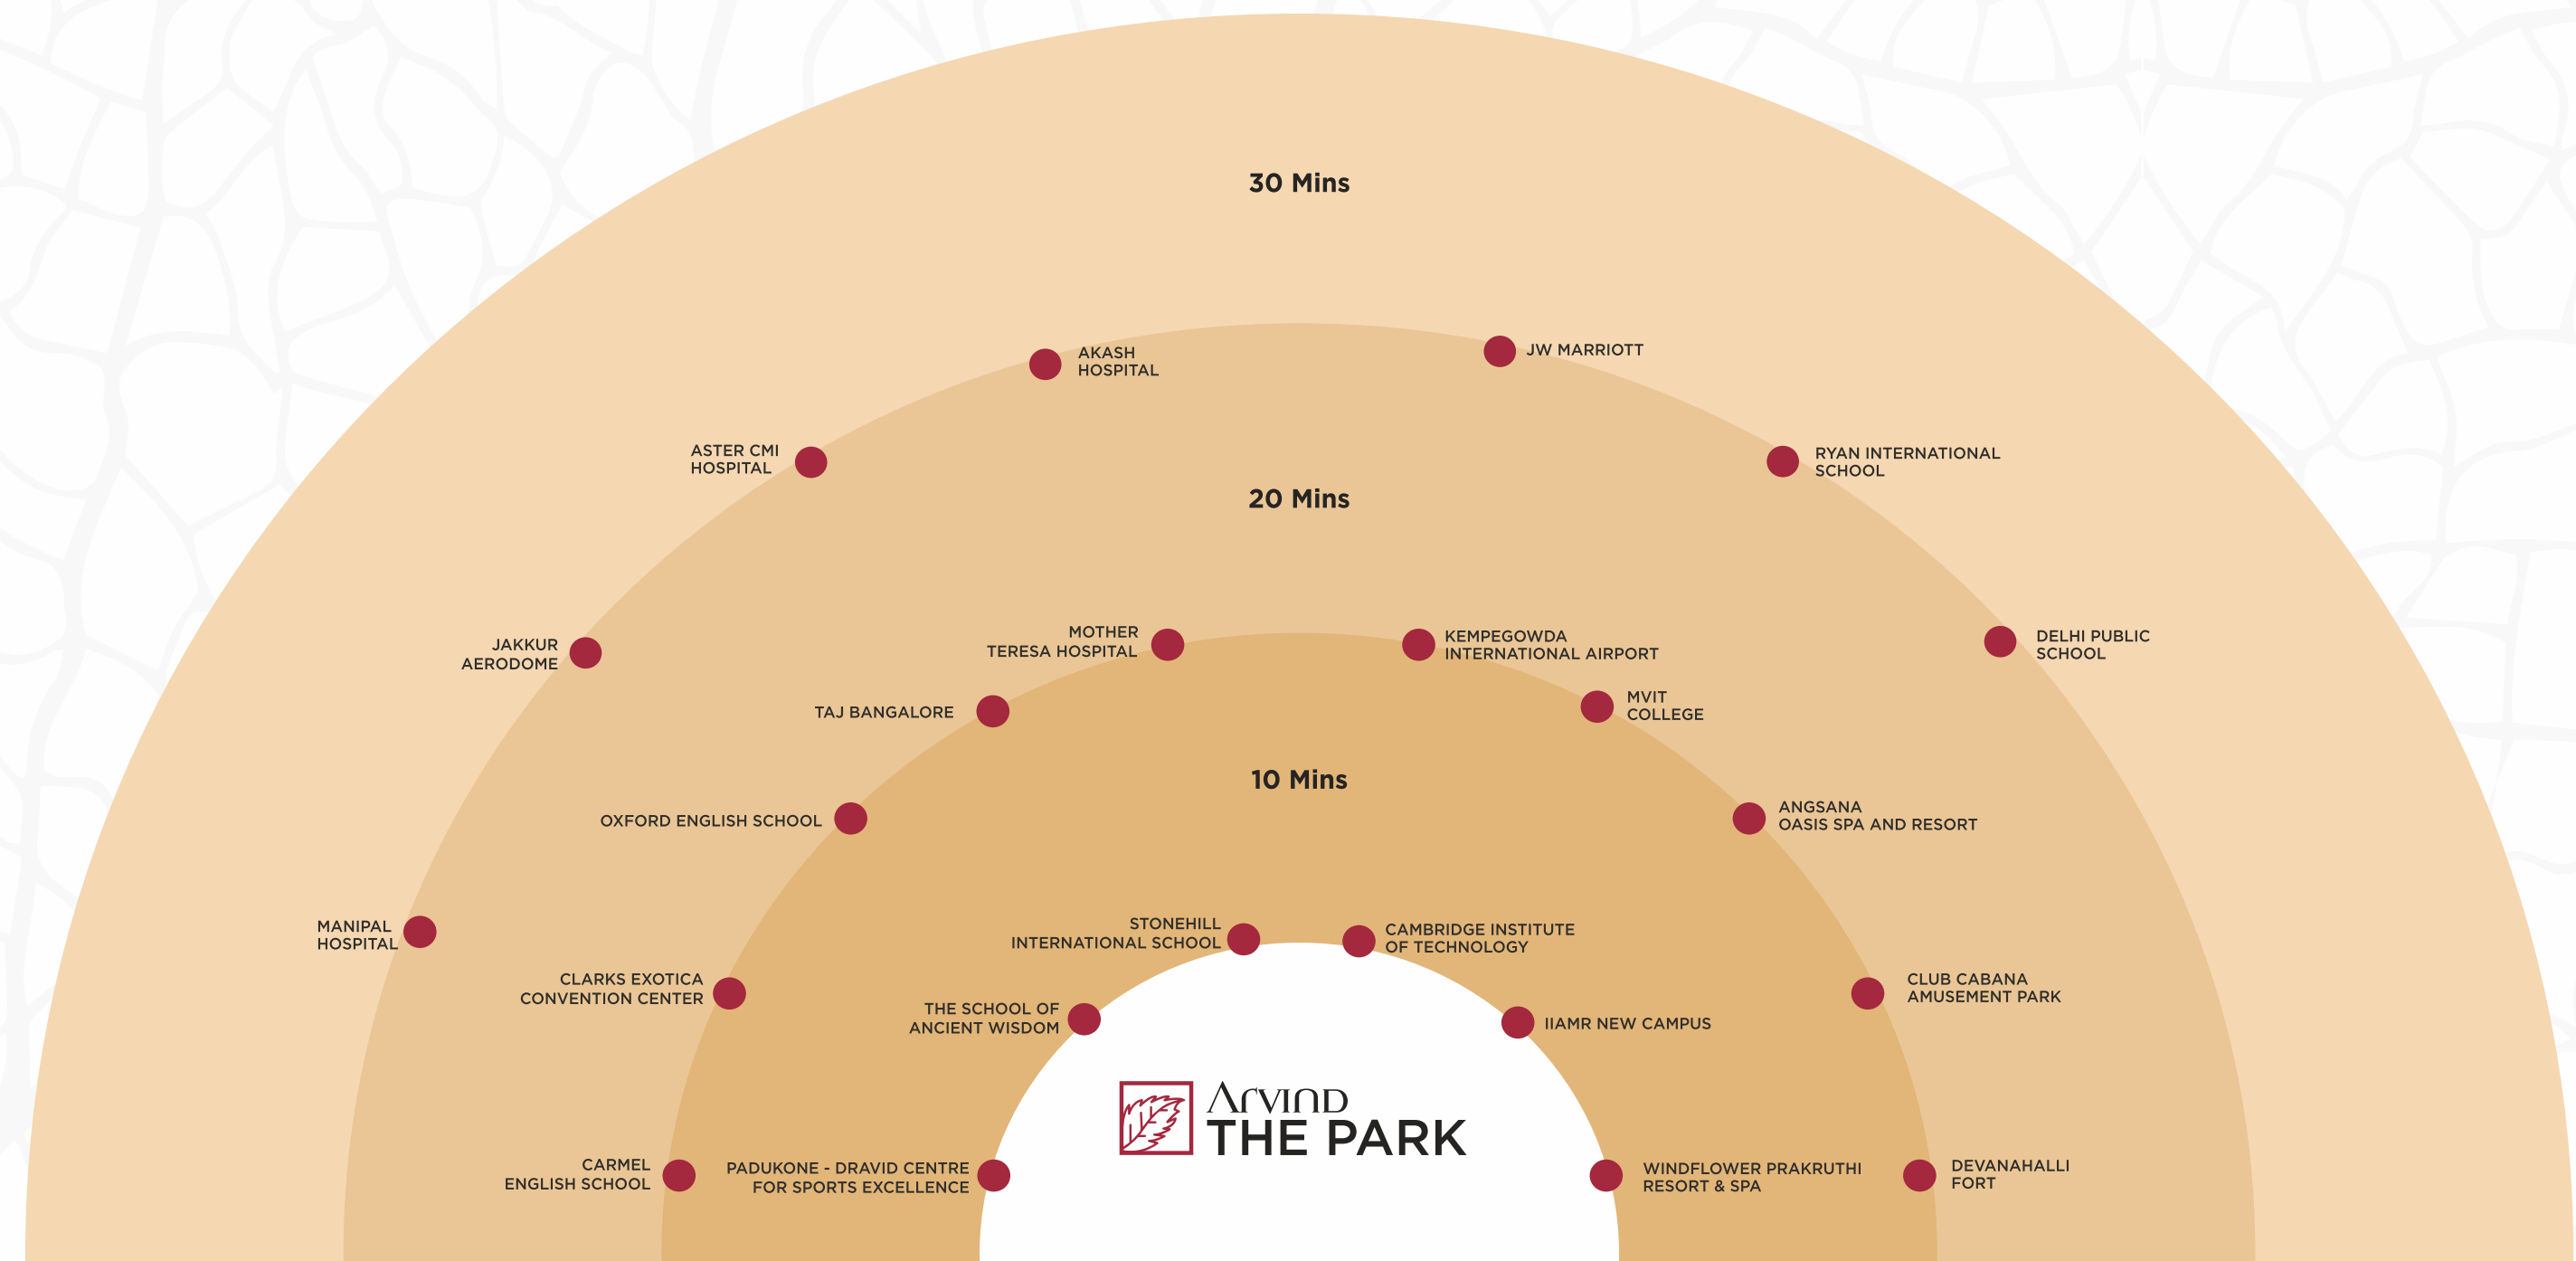 30 Mins
AKASH
HOSPITAL
JW MARRIOTT
ASTER CMI
HOSPITAL
RYAN INTERNATIONAL
SCHOOL
20 Mins
JAKKUR
AERODOME
MOTHER
TERESA HOSPITAL
KEMPEGOWDA
INTERNATIONAL AIRPORT
DELHI PUBLIC
SCHOOL
TAJ BANGALORE
MVIT
COLLEGE
10 Mins
OXFORD ENGLISH SCHOOL
ANGSANA
OASIS SPA AND RESORT
MANIPAL
HOSPITAL
STONEHILL
INTERNATIONAL SCHOOL
CAMBRIDGE INSTITUTE
OF TECHNOLOGY
CLARKS EXOTICA
CONVENTION CENTER
CLUB CABANA
AMUSEMENT PARK
THE SCHOOL OF
ANCIENT WISDOM
IIAMR NEW CAMPUS
ARVIND
THE PARK
CARMEL
ENGLISH SCHOOL
PADUKONE - DRAVID CENTRE
FOR SPORTS EXCELLENCE
WINDFLOWER PRAKRUTHI
RESORT & SPA
DEVANAHALLI
FORT